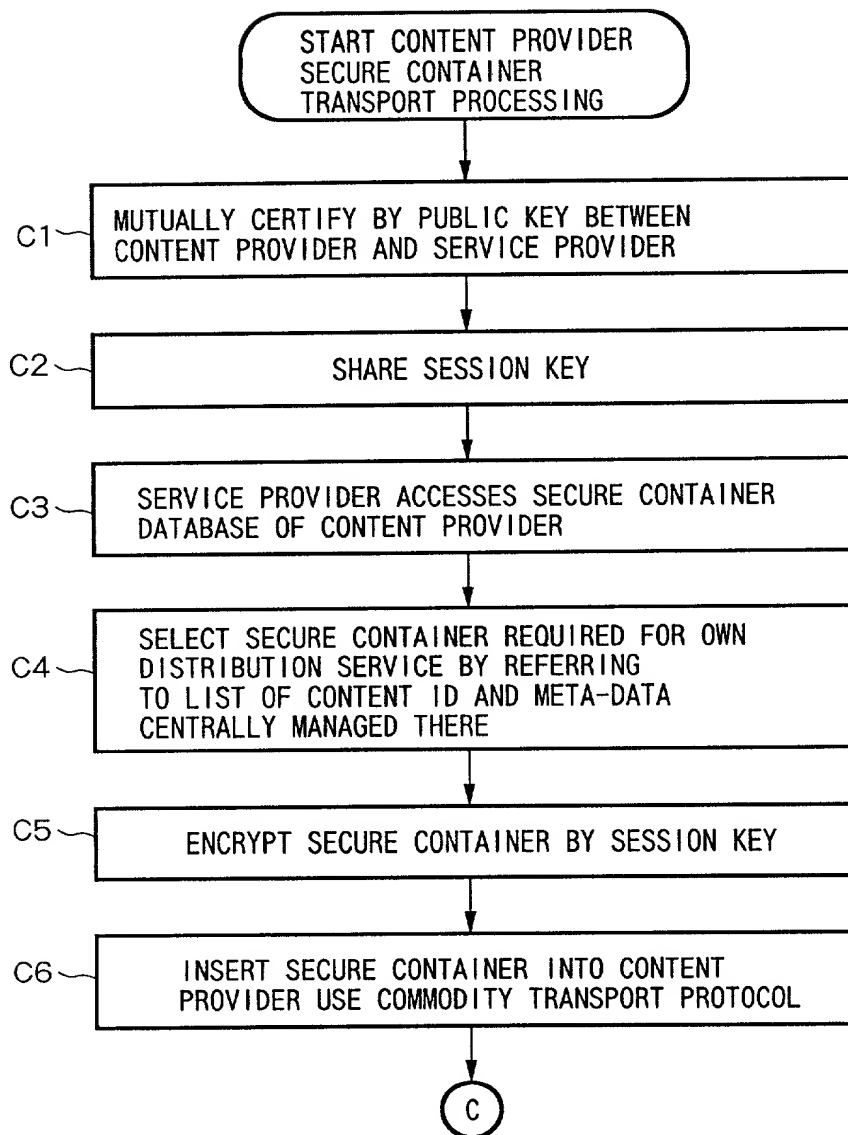 START CONTENT PROVIDER
SECURE CONTAINER
TRANSPORT PROCESSING
C1
MUTUALLY CERTIFY BY PUBLIC KEY BETWEEN
CONTENT PROVIDER AND SERVICE PROVIDER
C2
SHARE SESSION KEY
C3
SERVICE PROVIDER ACCESSES SECURE CONTAINER
DATABASE OF CONTENT PROVIDER
C4
SELECT SECURE CONTAINER REQUIRED FOR OWN
DISTRIBUTION SERVICE BY REFERRING
TO LIST OF CONTENT ID AND META-DATA
CENTRALLY MANAGED THERE
C5
ENCRYPT SECURE CONTAINER BY SESSION KEY
C6
INSERT SECURE CONTAINER INTO CONTENT
PROVIDER USE COMMODITY TRANSPORT PROTOCOL
C